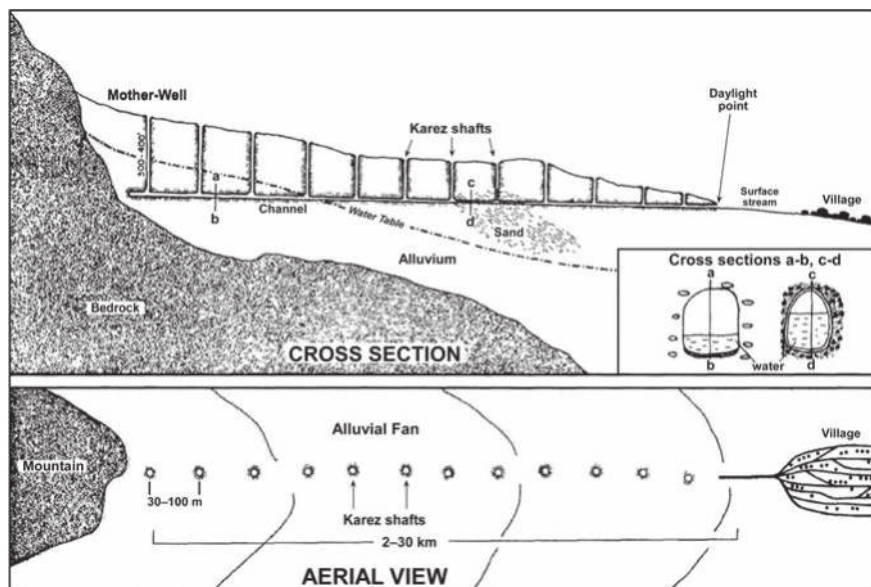 Mother-Well
Daylight
point
Karez shafts
200–400'
a
c
Surface
stream
Village
b
Channel
Water Table
d
Sand
Alluvium
Cross sections a-b, c-d
a
c
Bedrock
water
b
d
CROSS SECTION
Alluvial Fan
Village
Mountain
30–100 m
Karez shafts
2–30 km
AERIAL VIEW